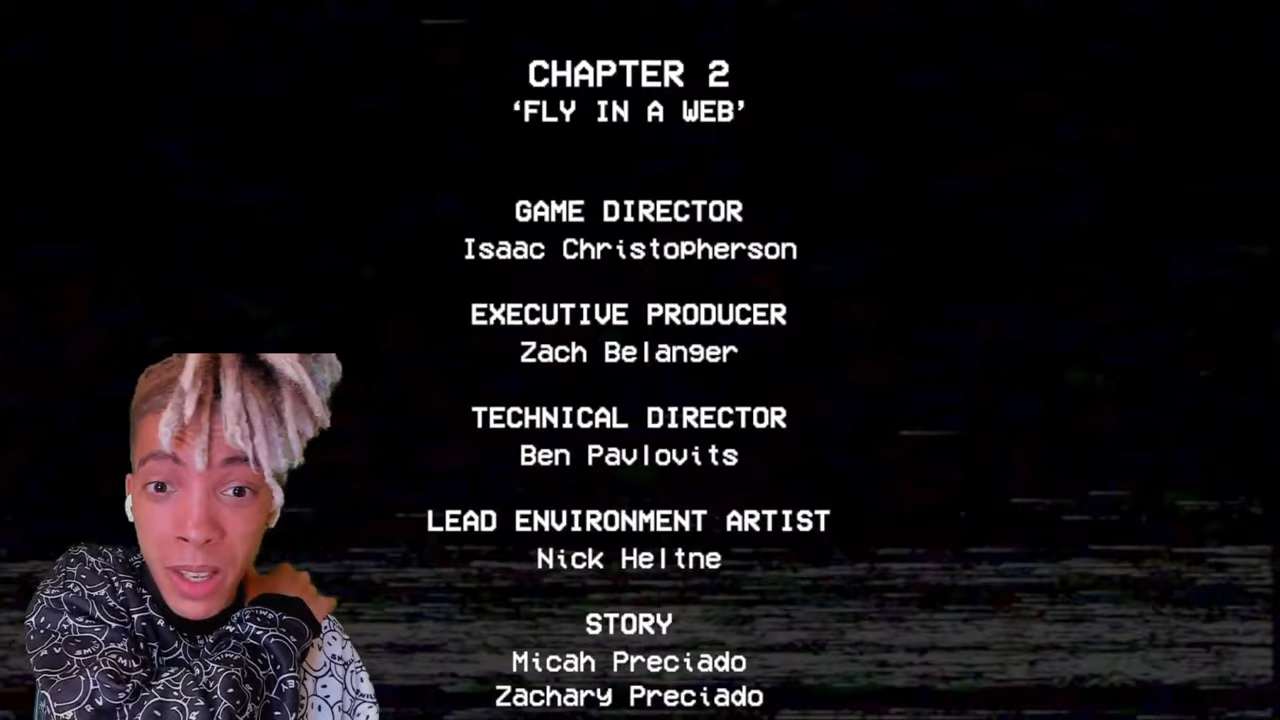 CHAPTER 2
‘FLY IN A WEB’
GAME DIRECTOR
Isaac Christopherson
EXECUTIVE PRODUCER
Zach Belanger
TECHNICAL DIRECTOR
Ben Pavlovits
LEAD ENVIRONMENT ARTIST
Nick Heltne
STORY
Micah Preciado
Zachary Preciado